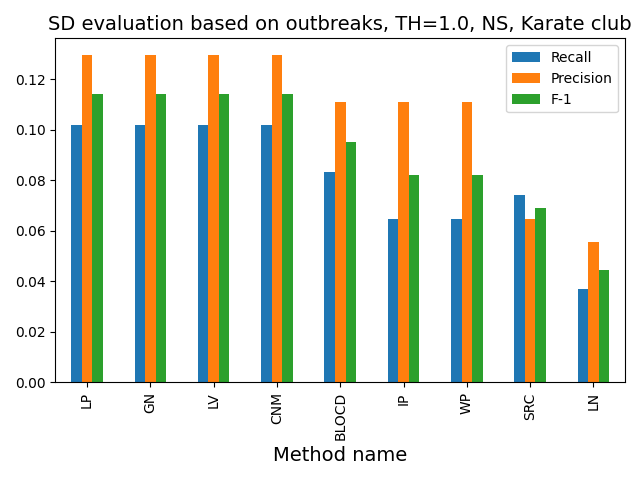 SD evaluation based on outbreaks, TH=1.0, NS, Karate club
Recall
Precision
F-1
0.12
0.10
0.08
0.06
0.04
0.02
0.00
LP
GN
LV
CNM
BLOCD
IP
WP
SRC
LN
Method name